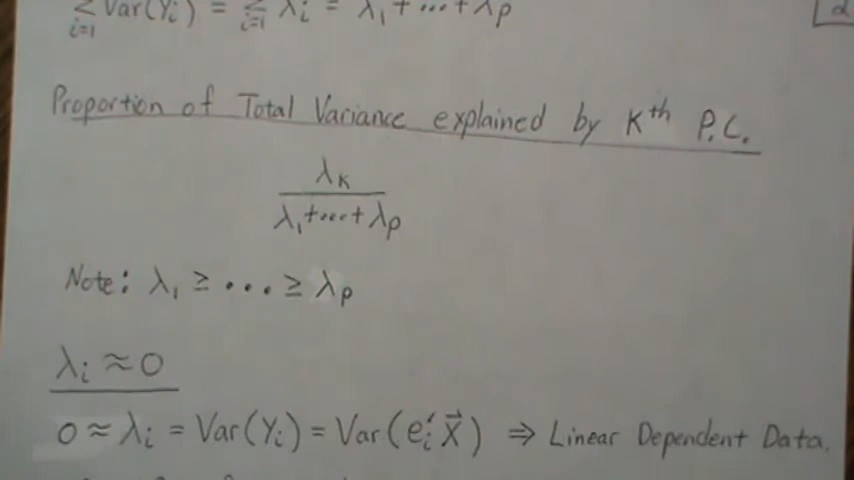 Σ Var(Yᵢ) = Σ λᵢ = λ₁+...+λp
i=1 i=1
Proportion of Total Variance explained by Kth P.C.
λK
λ₁+...+λp
Note: λ₁ ≥ ... ≥ λp
λᵢ ≈ 0
0 ≈ λᵢ = Var(Yᵢ) = Var(eᵢ′X⃗) ⇒ Linear Dependent Data.